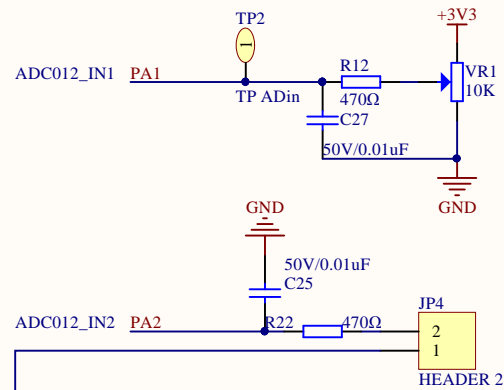 +3V3
TP2
1
R12
ADC012_IN1 PA1
VR1
10K
TP ADin
470Ω
C27
50V/0.01uF
GND
GND
50V/0.01uF
C25
JP4
ADC012_IN2 PA2
R22 470Ω
2
1
HEADER 2